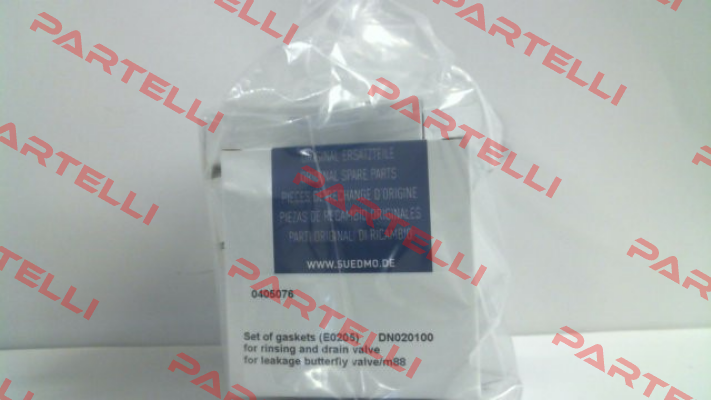 ORIGINAL ERSATZTEILE
ORIGINAL SPARE PARTS
PIECES DE RECHANGE D'ORIGINE
PIEZAS DE RECAMBIO ORIGINALES
PARTI ORIGINALI DI RICAMBIO
WWW.SUEDMO.DE
0405076
Set of gaskets (E0205) DN020100
for rinsing and drain valve
for leakage butterfly valve/m88
PARTELLI
PARTELLI
PARTELLI
PARTELLI
PARTELLI
PARTELLI
PARTELLI
PARTELLI
PARTELLI
PARTELLI
PARTELLI